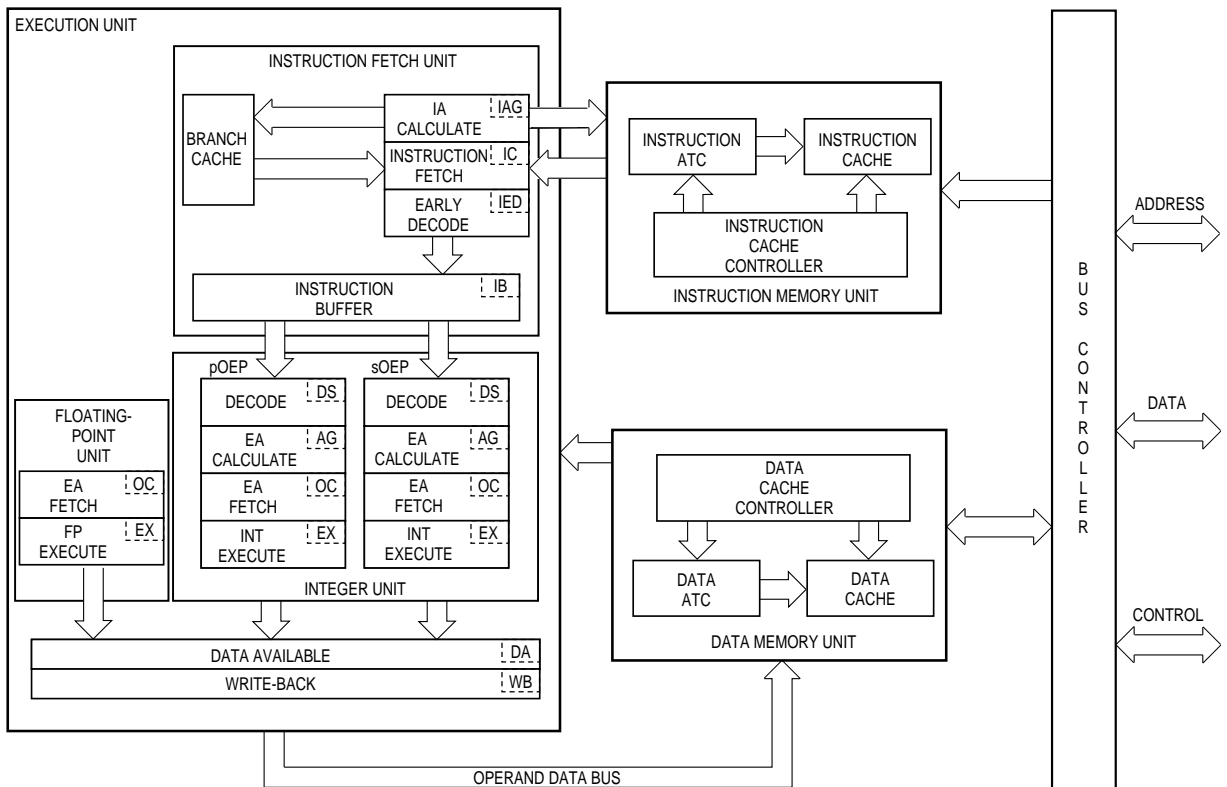 EXECUTION UNIT
INSTRUCTION FETCH UNIT
BRANCH
CACHE
IA
CALCULATE
IAG
INSTRUCTION
FETCH
IC
EARLY
DECODE
IED
INSTRUCTION
BUFFER
IB
pOEP
sOEP
DECODE
DS
EA
CALCULATE
AG
EA
FETCH
OC
INT
EXECUTE
EX
DECODE
DS
EA
CALCULATE
AG
EA
FETCH
OC
INT
EXECUTE
EX
INTEGER UNIT
FLOATING-
POINT
UNIT
EA
FETCH
OC
FP
EXECUTE
EX
DATA AVAILABLE
DA
WRITE-BACK
WB
INSTRUCTION
ATC
INSTRUCTION
CACHE
INSTRUCTION
CACHE
CONTROLLER
INSTRUCTION MEMORY UNIT
DATA
CACHE
CONTROLLER
DATA
ATC
DATA
CACHE
DATA MEMORY UNIT
OPERAND DATA BUS
BUS CONTROLLER
ADDRESS
DATA
CONTROL